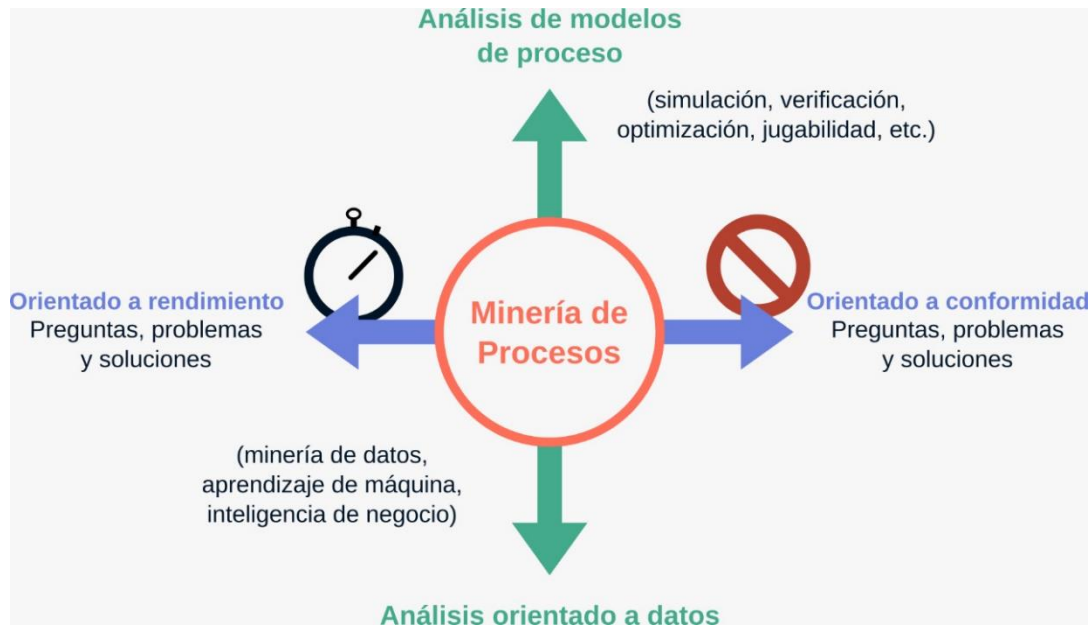 Análisis de modelos
de proceso
(simulación, verificación,
optimización, jugabilidad, etc.)
Orientado a rendimiento
Preguntas, problemas
y soluciones
Minería de
Procesos
Orientado a conformidad
Preguntas, problemas
y soluciones
(minería de datos,
aprendizaje de máquina,
inteligencia de negocio)
Análisis orientado a datos